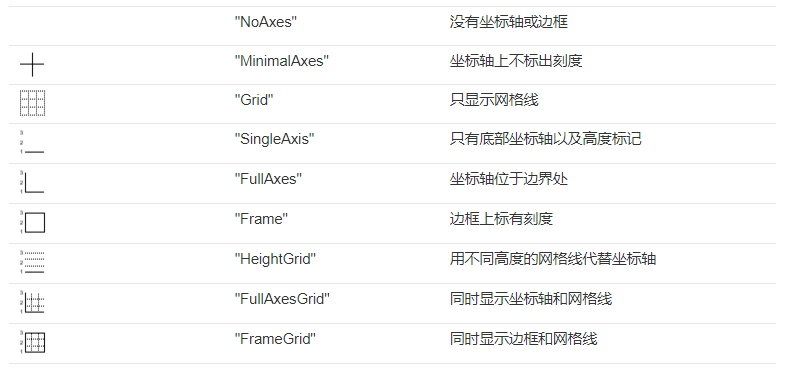 "NoAxes" 没有坐标轴或边框
"MinimalAxes" 坐标轴上不标出刻度
"Grid" 只显示网格线
3
2
1
"SingleAxis" 只有底部坐标轴以及高度标记
3
2
1
"FullAxes" 坐标轴位于边界处
3
2
1
"Frame" 边框上标有刻度
3
2
1
"HeightGrid" 用不同高度的网格线代替坐标轴
3
2
1
"FullAxesGrid" 同时显示坐标轴和网格线
3
2
1
"FrameGrid" 同时显示边框和网格线